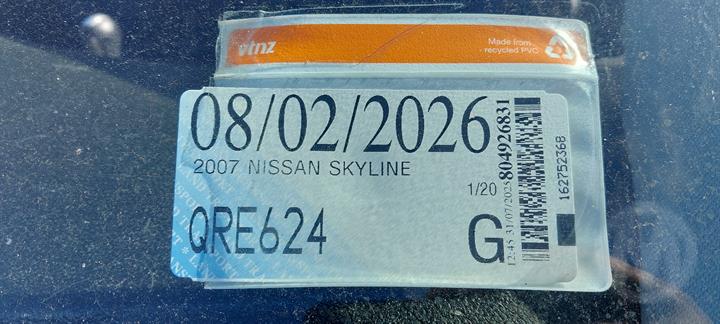 vtnz
Made from
recycled PVC
08/02/2026
2007 NISSAN SKYLINE
1/20
QRE624
G
12:45 31/07/2025 804926831
162752368